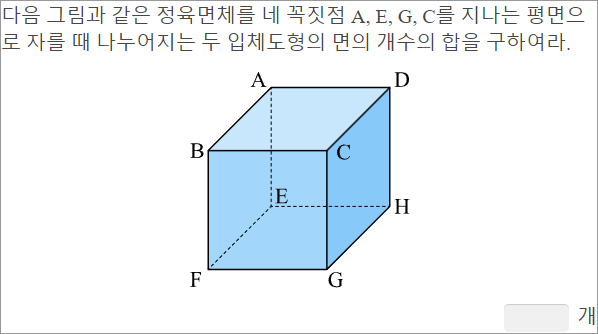 다음 그림과 같은 정육면체를 네 꼭짓점 A, E, G, C를 지나는 평면으
로 자를 때 나누어지는 두 입체도형의 면의 개수의 합을 구하여라.
A
D
B
C
E
H
F
G
개